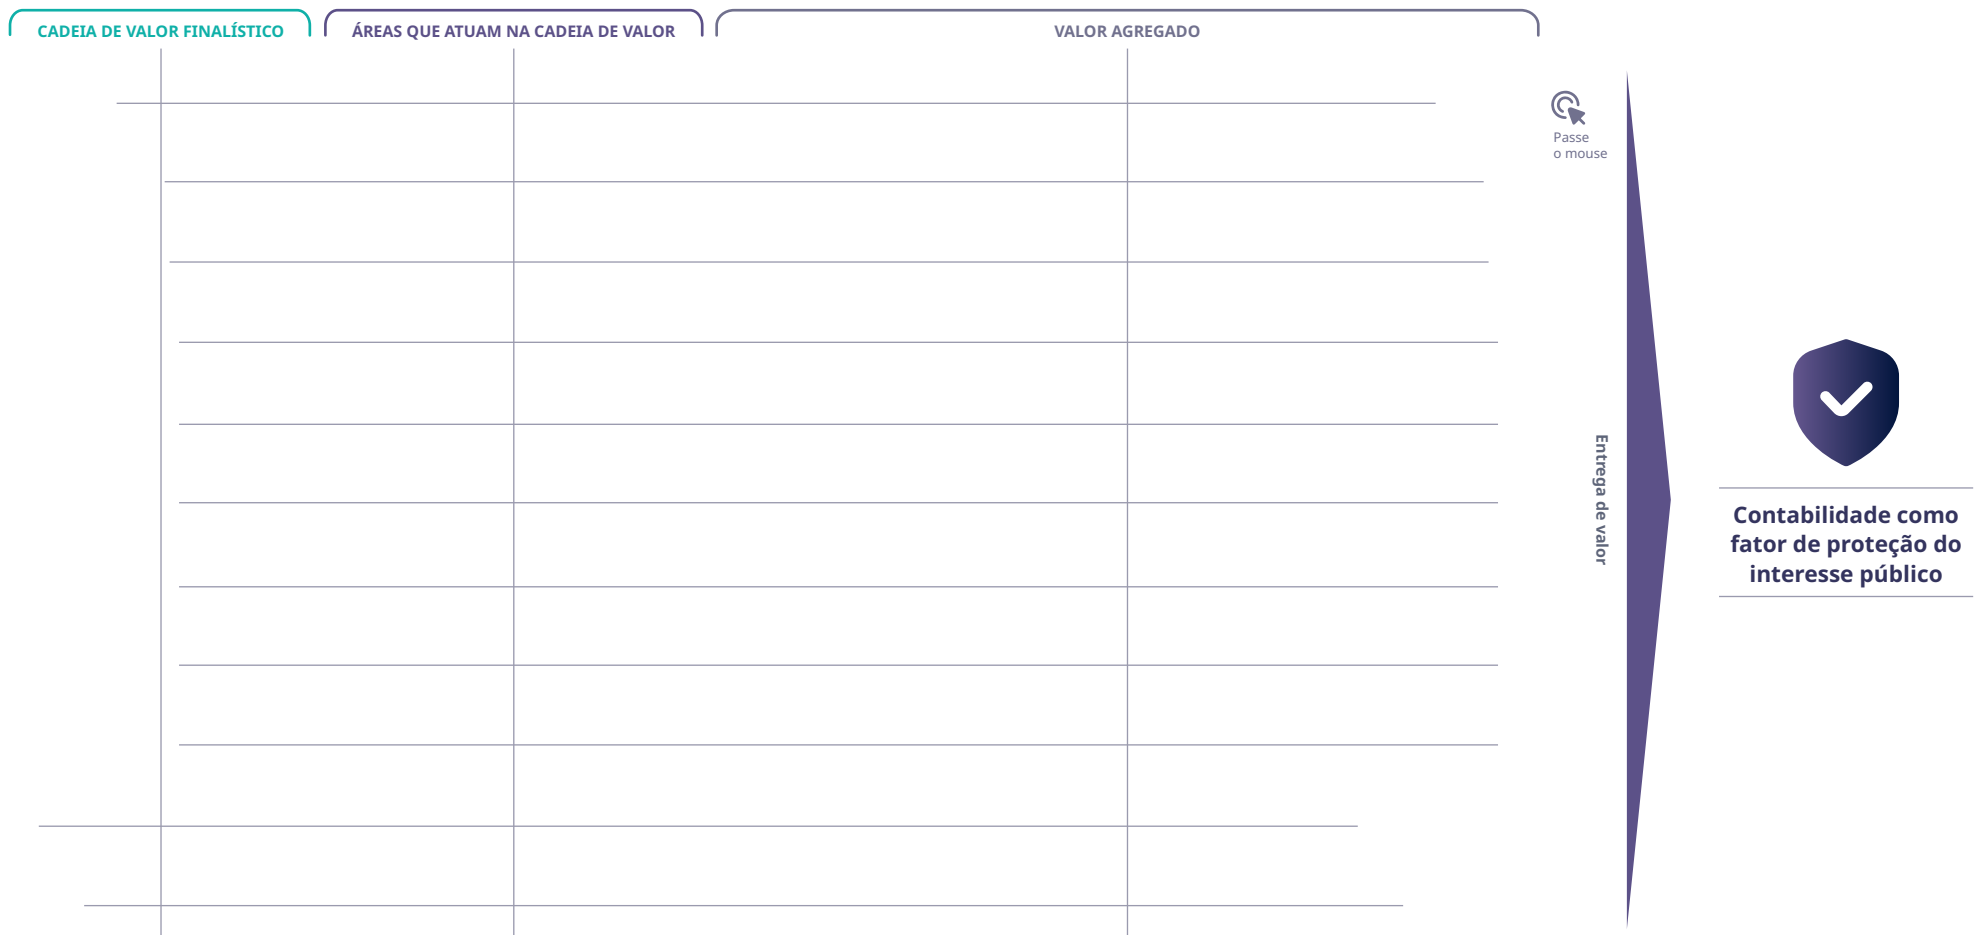 CADEIA DE VALOR FINALÍSTICO
ÁREAS QUE ATUAM NA CADEIA DE VALOR
VALOR AGREGADO
Passe
o mouse
Entrega de valor
Contabilidade como
fator de proteção do
interesse público